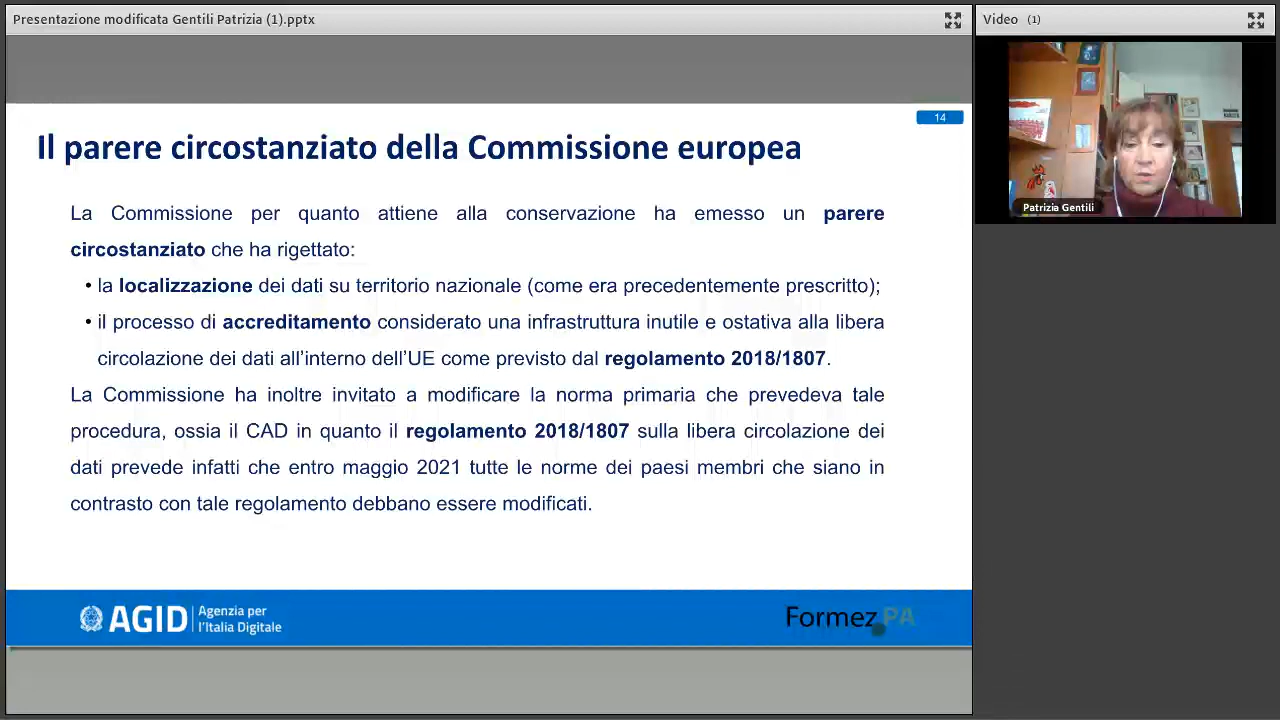 Presentazione modificata Gentili Patrizia (1).pptx
Video (1)
14
Il parere circostanziato della Commissione europea
La Commissione per quanto attiene alla conservazione ha emesso un parere
circostanziato che ha rigettato:
• la localizzazione dei dati su territorio nazionale (come era precedentemente prescritto);
• il processo di accreditamento considerato una infrastruttura inutile e ostativa alla libera
circolazione dei dati all'interno dell'UE come previsto dal regolamento 2018/1807.
La Commissione ha inoltre invitato a modificare la norma primaria che prevedeva tale
procedura, ossia il CAD in quanto il regolamento 2018/1807 sulla libera circolazione dei
dati prevede infatti che entro maggio 2021 tutte le norme dei paesi membri che siano in
contrasto con tale regolamento debbano essere modificati.
Patrizia Gentili
AGID
Agenzia per
l'Italia Digitale
Formez PA